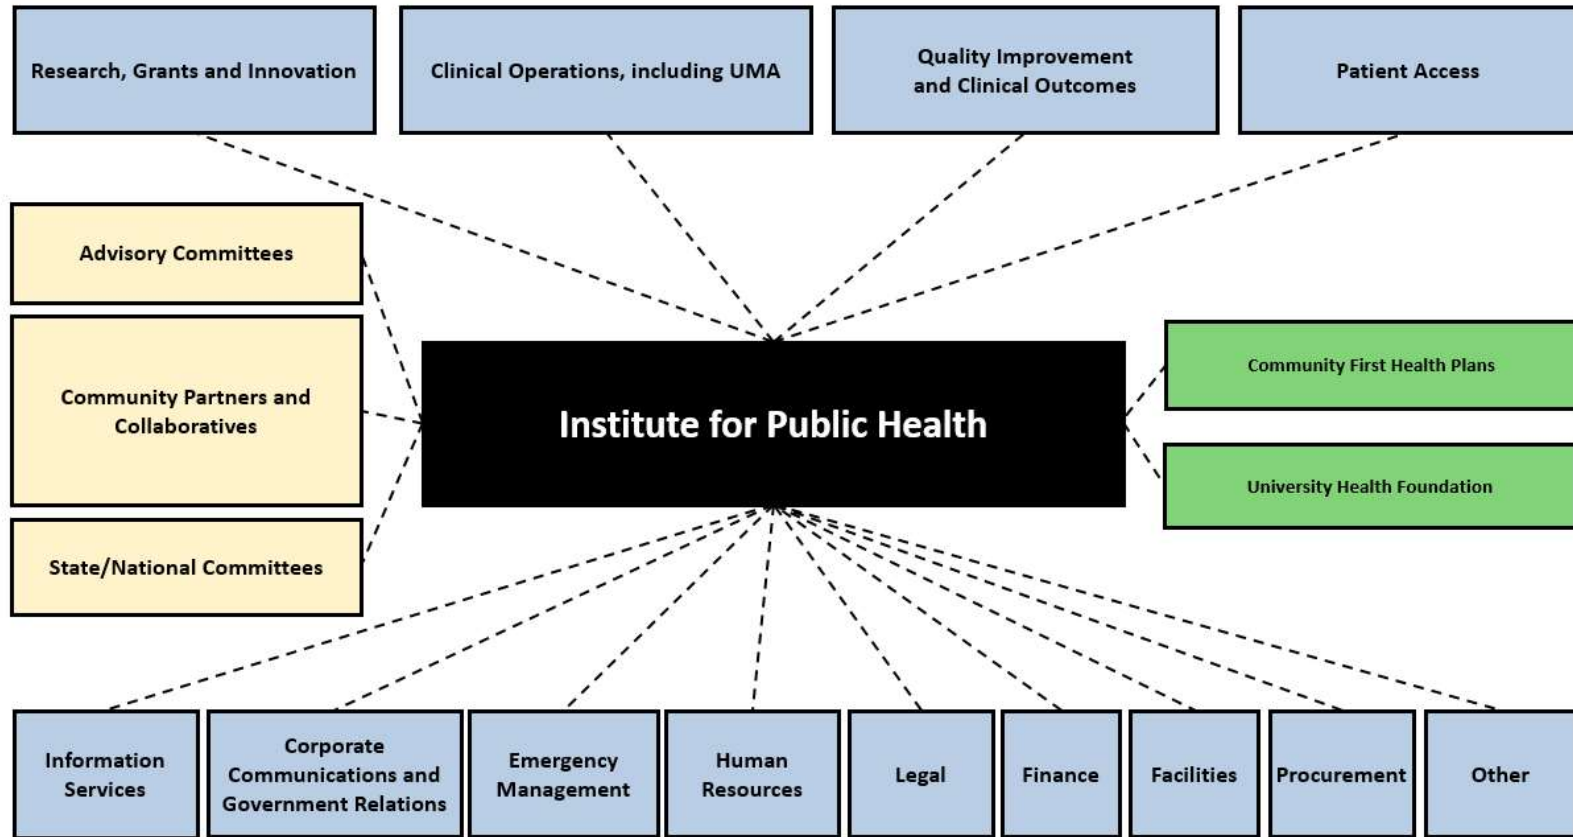 Research, Grants and Innovation
Clinical Operations, including UMA
Quality Improvement
and Clinical Outcomes
Patient Access
Advisory Committees
Community Partners and
Collaboratives
State/National Committees
Institute for Public Health
Community First Health Plans
University Health Foundation
Information
Services
Corporate
Communications and
Government Relations
Emergency
Management
Human
Resources
Legal
Finance
Facilities
Procurement
Other